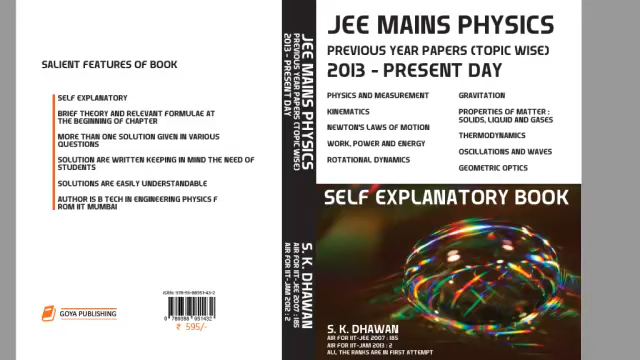 SALIENT FEATURES OF BOOK
SELF EXPLANATORY
BRIEF THEORY AND RELEVANT FORMULAE AT
THE BEGINNING OF CHAPTER
MORE THAN ONE SOLUTION GIVEN IN VARIOUS
QUESTIONS
SOLUTION ARE WRITTEN KEEPING IN MIND THE NEED OF
STUDENTS
SOLUTIONS ARE EASILY UNDERSTANDABLE
AUTHOR IS B TECH IN ENGINEERING PHYSICS F
ROM IIT MUMBAI
GOYA PUBLISHING
₹ 595/-
JEE MAINS PHYSICS
PREVIOUS YEAR PAPERS (TOPIC WISE)
2013 - PRESENT DAY
S. K. DHAWAN
AIR FOR IIT-JEE 2007 : 185
AIR FOR IIT-JAM 2012 : 2
JEE MAINS PHYSICS
PREVIOUS YEAR PAPERS (TOPIC WISE)
2013 - PRESENT DAY
PHYSICS AND MEASUREMENT
KINEMATICS
NEWTON'S LAWS OF MOTION
WORK, POWER AND ENERGY
ROTATIONAL DYNAMICS
GRAVITATION
PROPERTIES OF MATTER :
SOLIDS, LIQUID AND GASES
THERMODYNAMICS
OSCILLATIONS AND WAVES
GEOMETRIC OPTICS
SELF EXPLANATORY BOOK
S. K. DHAWAN
AIR FOR IIT-JEE 2007 : 185
AIR FOR IIT-JAM 2013 : 2
ALL THE RANKS ARE IN FIRST ATTEMPT